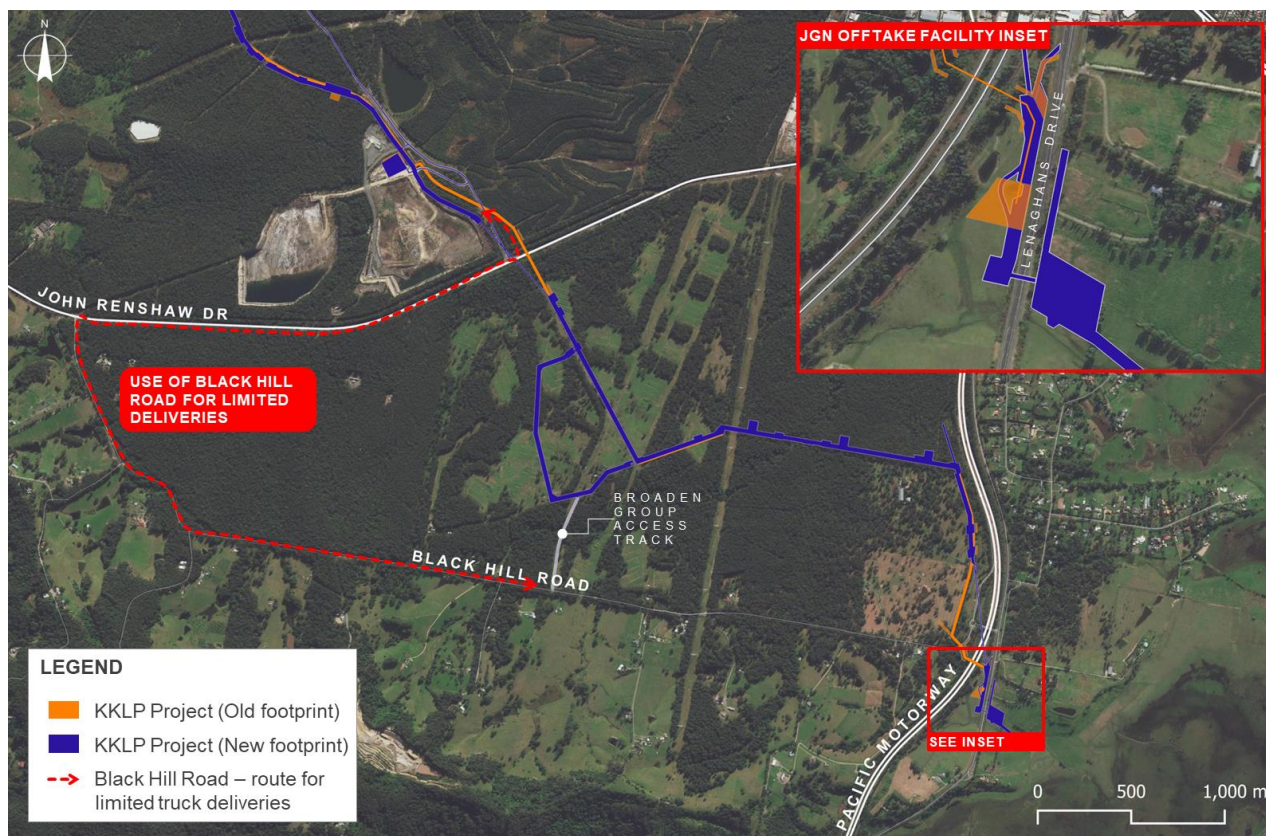 N
JGN OFFTAKE FACILITY INSET
LENAGHANS DRIVE
JOHN RENSHAW DR
USE OF BLACK HILL
ROAD FOR LIMITED
DELIVERIES
BROADEN
GROUP
ACCESS
TRACK
BLACK HILL ROAD
PACIFIC MOTORWAY
SEE INSET
LEGEND
KKLP Project (Old footprint)
KKLP Project (New footprint)
Black Hill Road – route for
limited truck deliveries
0 500 1,000 m